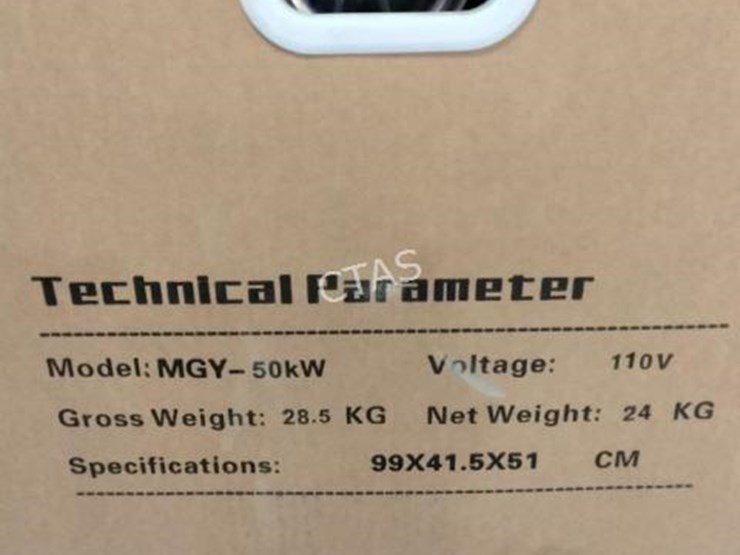 CTAS
Technical Parameter
Model: MGY-50kW Voltage: 110V
Gross Weight: 28.5 KG Net Weight: 24 KG
Specifications: 99X41.5X51 CM